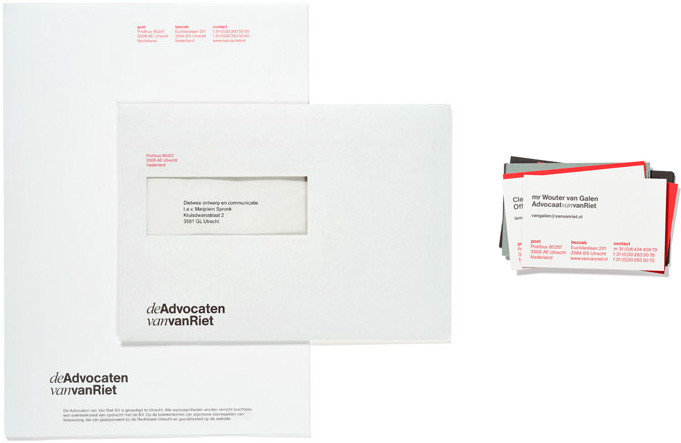 post
Postbus 85207
3508 AE Utrecht
Nederland
bezoek
Euclideslaan 201
3584 BS Utrecht
Nederland
contact
t 31 (0)30 263 50
f 31 (0)30 263 50
www.vanvanriet.nl
Postbus 85207
3508 AE Utrecht
Nederland
Dietwee ontwerp en communicatie
t.a.v. Marjolein Spronk
Kruisdwarsstraat 2
3581 GL Utrecht
deAdvocaten
vanvanRiet
deAdvocaten
vanvanRiet
De Advocaten van Van Riet BV is gevestigd te Utrecht. Alle werkzaamheden worden verricht krachtens
een overeenkomst van opdracht met de BV. Op de overeenkomst zijn algemene voorwaarden van
toepassing, die zijn gedeponeerd bij de Rechtbank Utrecht en gepubliceerd op de website.
Cle
Off
mr Wouter van Galen
AdvocaatvanvanRiet
vangalen@vanvanriet.nl
post
Postbus 85207
3508 AE Utrecht
Nederland
bezoek
Euclideslaan 201
3584 BS Utrecht
www.vanvanriet.nl
contact
m 31 (0)6 434 409 79
t 31 (0)30 263 50 78
f 31 (0)30 263 50 70